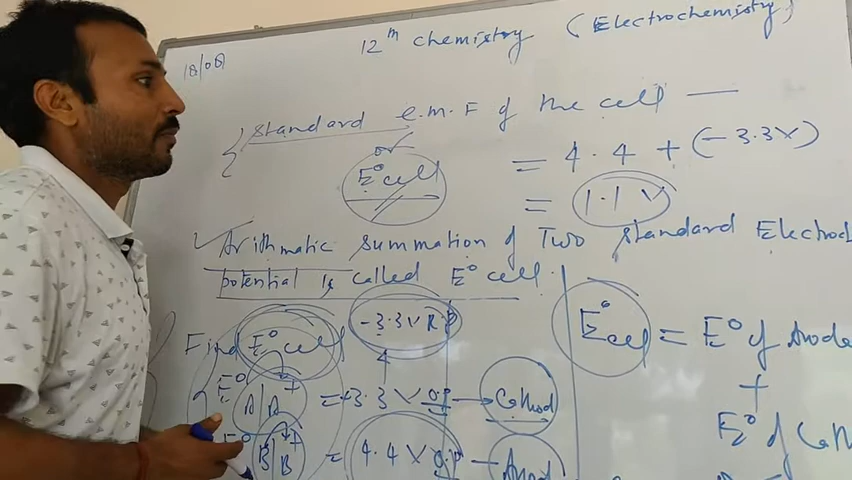 12th chemistry (Electrochemistry)
18/08
standard e.m.F of the cell —
or
E° cell
= 4.4 + (-3.3V)
= 1.1 V
Arithmatic summation of Two standard Electrod
potential is called E° cell.
Find E° cell
-3.3V R.P
E° A|A+ = +3.3 V OP → Cathod
E° B|B+ = 4.4 V O.P → Anod
E° cell = E° of Anode
+
E° of Cath